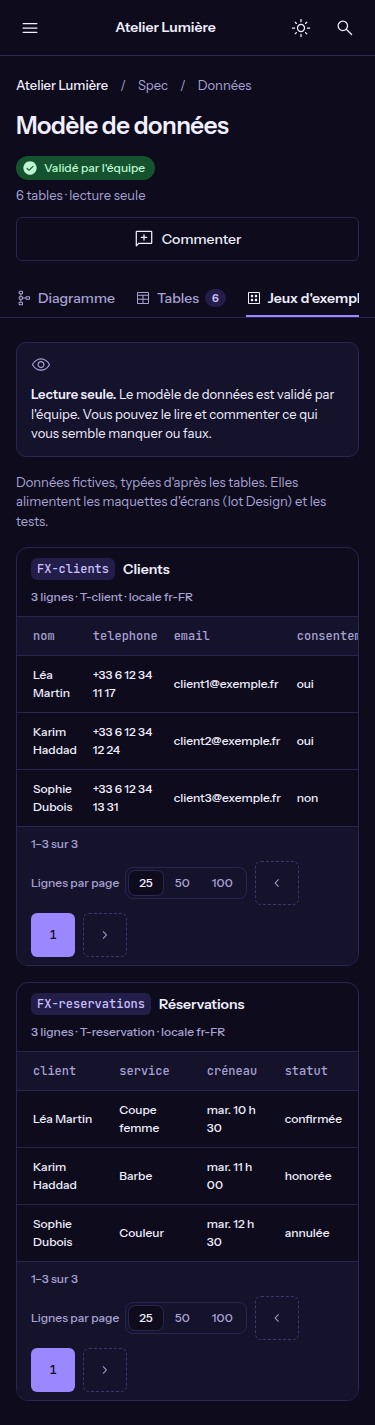 Atelier Lumière
Atelier Lumière / Spec / Données
Modèle de données
Validé par l'équipe
6 tables · lecture seule
Commenter
Diagramme Tables 6 Jeux d'exempl
Lecture seule. Le modèle de données est validé par
l'équipe. Vous pouvez le lire et commenter ce qui
vous semble manquer ou faux.
Données fictives, typées d'après les tables. Elles
alimentent les maquettes d'écrans (lot Design) et les
tests.
FX-clients Clients
3 lignes · T-client · locale fr-FR
nom telephone email consentem
Léa
Martin
+33 6 12 34
11 17
client1@exemple.fr
oui
Karim
Haddad
+33 6 12 34
12 24
client2@exemple.fr
oui
Sophie
Dubois
+33 6 12 34
13 31
client3@exemple.fr
non
1–3 sur 3
Lignes par page 25 50 100
1
FX-reservations Réservations
3 lignes · T-reservation · locale fr-FR
client service créneau statut
Léa Martin
Coupe
femme
mar. 10 h
30
confirmée
Karim
Haddad
Barbe
mar. 11 h
00
honorée
Sophie
Dubois
Couleur
mar. 12 h
30
annulée
1–3 sur 3
Lignes par page 25 50 100
1